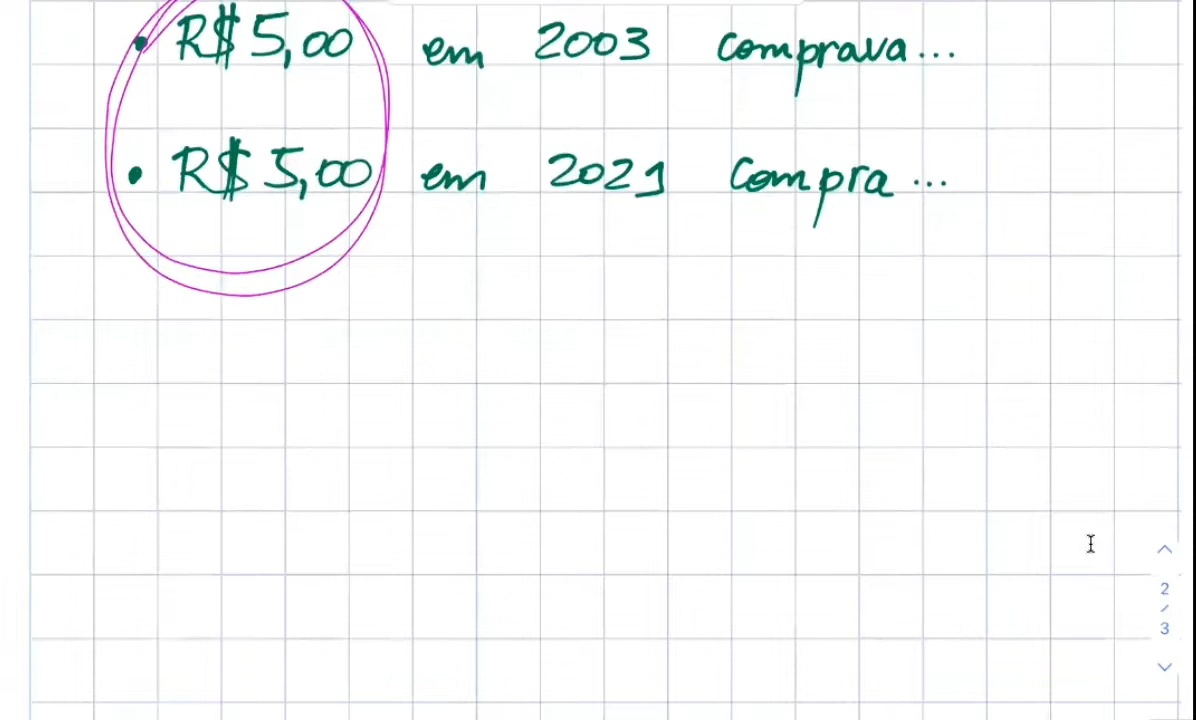 • R$ 5,00 em 2003 comprava...
• R$ 5,00 em 2021 compra...
2
/
3